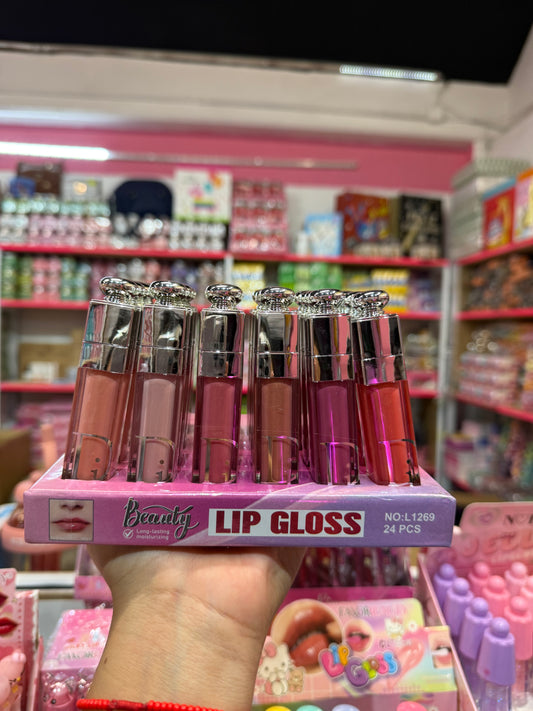 Beauty
Long-lasting
moisturizing
LIP GLOSS
NO:L1269
24 PCS
LIP GLOSS